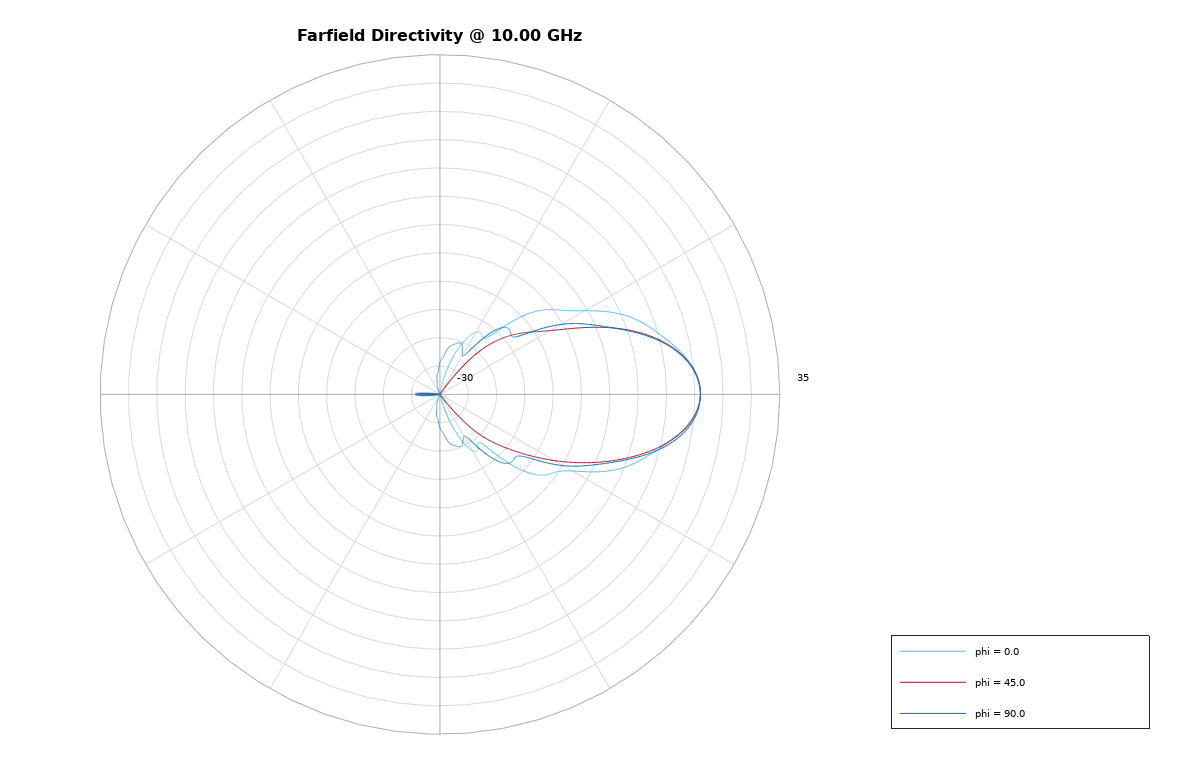 Farfield Directivity @ 10.00 GHz
-30
35
phi = 0.0
phi = 45.0
phi = 90.0